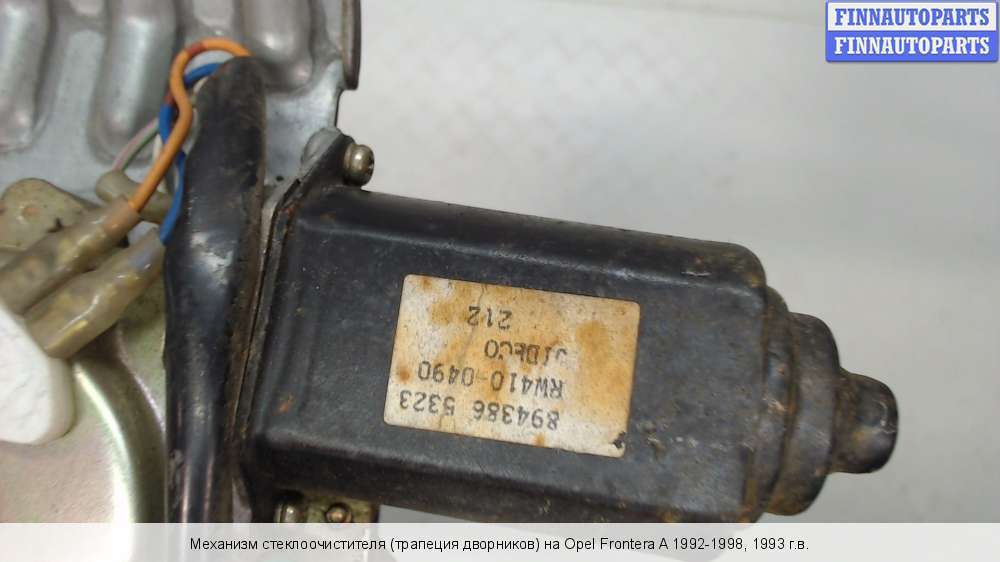 FINNAUTOPARTS
FINNAUTOPARTS
894386 5323
RW410-0490
JIDECO
212
Механизм стеклоочистителя (трапеция дворников) на Opel Frontera A 1992-1998, 1993 г.в.